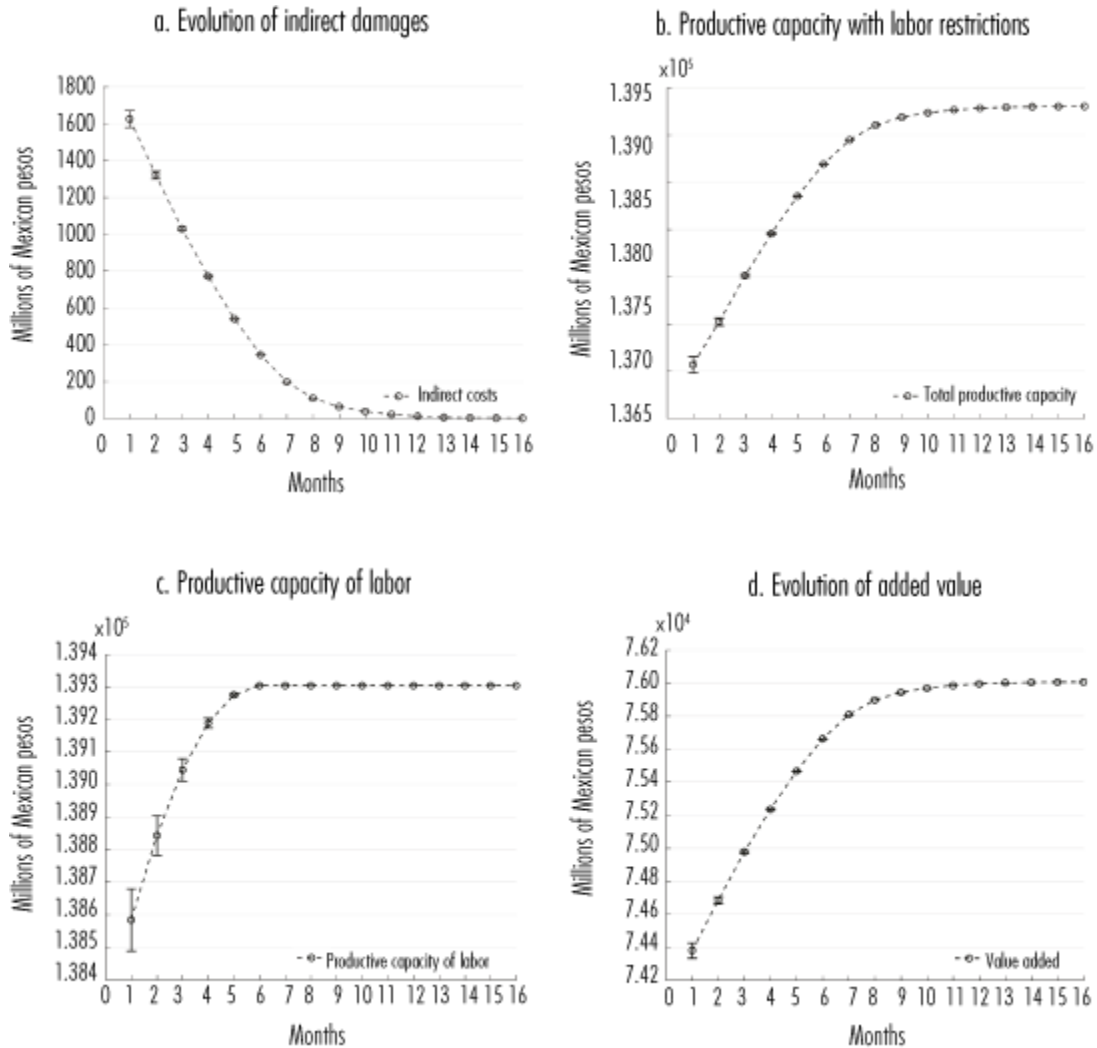 a. Evolution of indirect damages
Millions of Mexican pesos
1800
1600
1400
1200
1000
800
600
400
200
0
Indirect costs
0 1 2 3 4 5 6 7 8 9 10 11 12 13 14 15 16
Months
b. Productive capacity with labor restrictions
x10⁵
Millions of Mexican pesos
1.395
1.390
1.385
1.380
1.375
1.370
1.365
Total productive capacity
0 1 2 3 4 5 6 7 8 9 10 11 12 13 14 15 16
Months
c. Productive capacity of labor
x10⁵
Millions of Mexican pesos
1.394
1.393
1.392
1.391
1.390
1.389
1.388
1.387
1.386
1.385
1.384
Productive capacity of labor
0 1 2 3 4 5 6 7 8 9 10 11 12 13 14 15 16
Months
d. Evolution of added value
x10⁴
Millions of Mexican pesos
7.62
7.60
7.58
7.56
7.54
7.52
7.50
7.48
7.46
7.44
7.42
Value added
0 1 2 3 4 5 6 7 8 9 10 11 12 13 14 15 16
Months